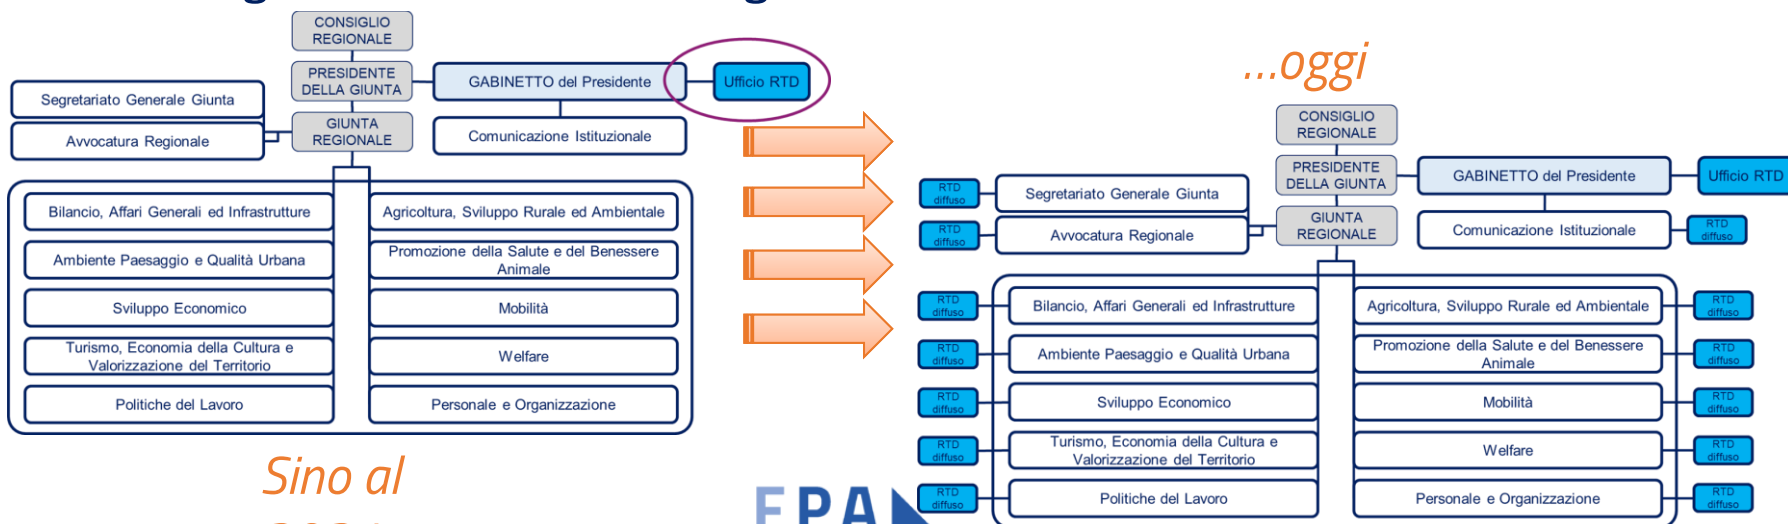 CONSIGLIO
REGIONALE
PRESIDENTE
DELLA GIUNTA
GABINETTO del Presidente
Ufficio RTD
Segretariato Generale Giunta
Avvocatura Regionale
GIUNTA
REGIONALE
Comunicazione Istituzionale
Bilancio, Affari Generali ed Infrastrutture
Agricoltura, Sviluppo Rurale ed Ambientale
Ambiente Paesaggio e Qualità Urbana
Promozione della Salute e del Benessere
Animale
Sviluppo Economico
Mobilità
Turismo, Economia della Cultura e
Valorizzazione del Territorio
Welfare
Politiche del Lavoro
Personale e Organizzazione
Sino al
...oggi
CONSIGLIO
REGIONALE
PRESIDENTE
DELLA GIUNTA
GABINETTO del Presidente
Ufficio RTD
RTD
diffuso
Segretariato Generale Giunta
RTD
diffuso
Avvocatura Regionale
GIUNTA
REGIONALE
Comunicazione Istituzionale
RTD
diffuso
RTD
diffuso
Bilancio, Affari Generali ed Infrastrutture
Agricoltura, Sviluppo Rurale ed Ambientale
RTD
diffuso
RTD
diffuso
Ambiente Paesaggio e Qualità Urbana
Promozione della Salute e del Benessere
Animale
RTD
diffuso
RTD
diffuso
Sviluppo Economico
Mobilità
RTD
diffuso
RTD
diffuso
Turismo, Economia della Cultura e
Valorizzazione del Territorio
Welfare
RTD
diffuso
RTD
diffuso
Politiche del Lavoro
Personale e Organizzazione
RTD
diffuso
FPA